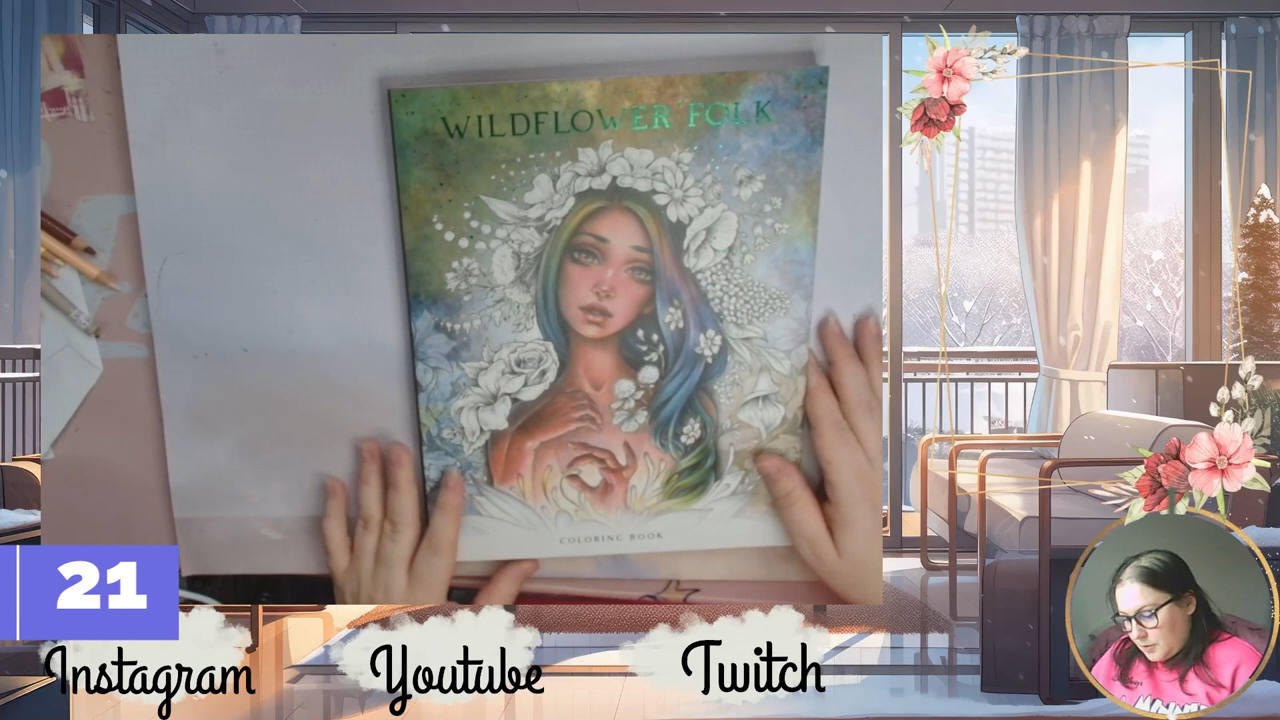 WILDFLOWER FOLK
COLORING BOOK
21
Instagram
Youtube
Twitch